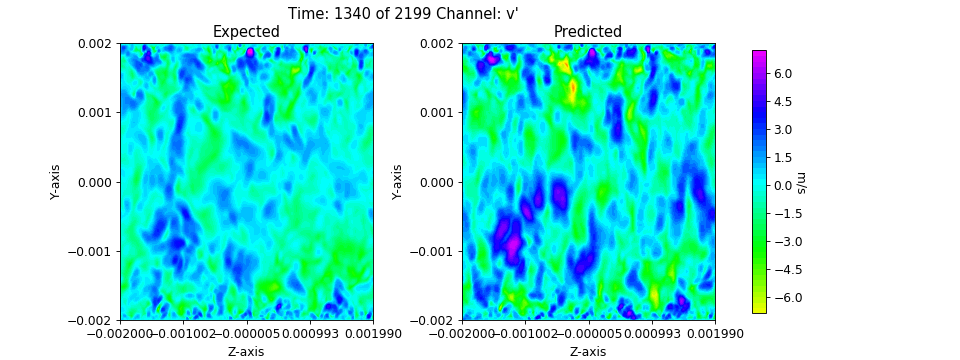 Time: 1340 of 2199 Channel: v'
Expected
Predicted
0.002
0.001
0.000
−0.001
−0.002
Y-axis
−0.002000 −0.001002 −0.000005 0.000993 0.001990
Z-axis
0.002
0.001
0.000
−0.001
−0.002
Y-axis
−0.002000 −0.001002 −0.000005 0.000993 0.001990
Z-axis
6.0
4.5
3.0
1.5
0.0
−1.5
−3.0
−4.5
−6.0
m/s